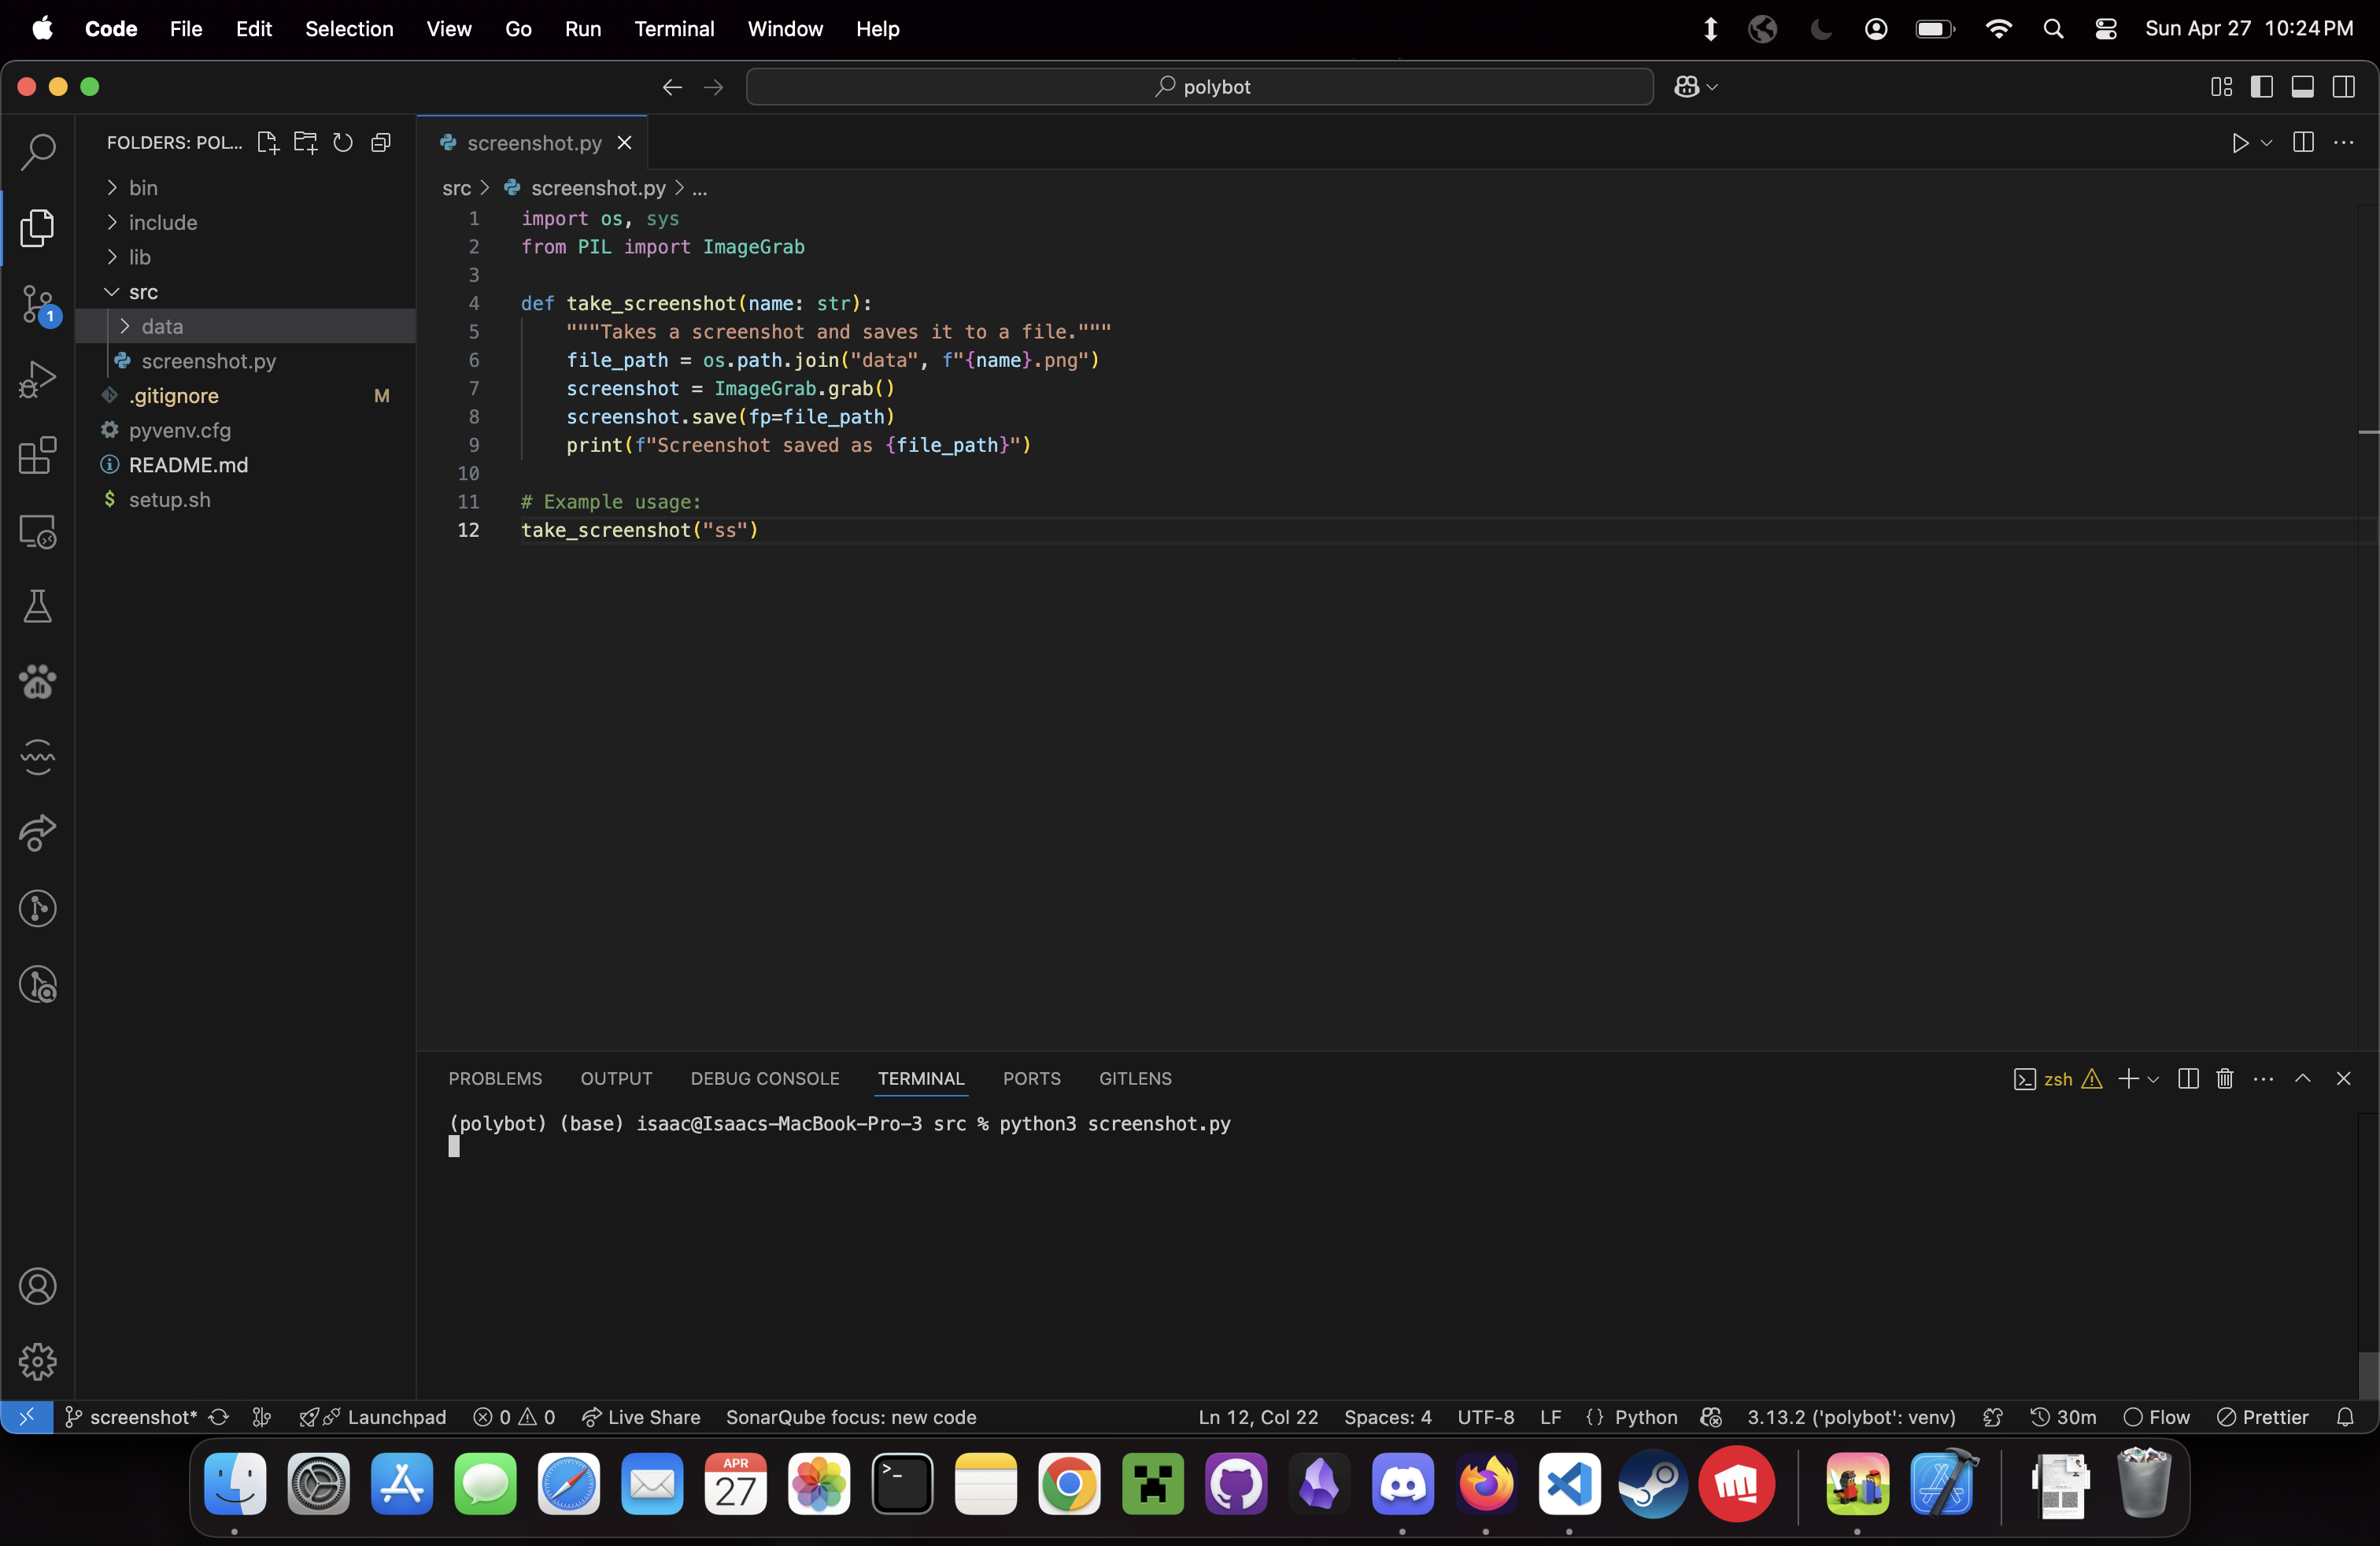 Code File Edit Selection View Go Run Terminal Window Help Sun Apr 27 10:24 PM
polybot
FOLDERS: POL...
bin
include
lib
src
data
screenshot.py
.gitignore M
pyvenv.cfg
README.md
setup.sh
1
screenshot.py
src > screenshot.py > ...
1 import os, sys
2 from PIL import ImageGrab
3
4 def take_screenshot(name: str):
5 """Takes a screenshot and saves it to a file."""
6 file_path = os.path.join("data", f"{name}.png")
7 screenshot = ImageGrab.grab()
8 screenshot.save(fp=file_path)
9 print(f"Screenshot saved as {file_path}")
10
11 # Example usage:
12 take_screenshot("ss")
PROBLEMS OUTPUT DEBUG CONSOLE TERMINAL PORTS GITLENS zsh
(polybot) (base) isaac@Isaacs-MacBook-Pro-3 src % python3 screenshot.py
screenshot* Launchpad 0 0 Live Share SonarQube focus: new code Ln 12, Col 22 Spaces: 4 UTF-8 LF {} Python 3.13.2 ('polybot': venv) 30m Flow Prettier
APR
27